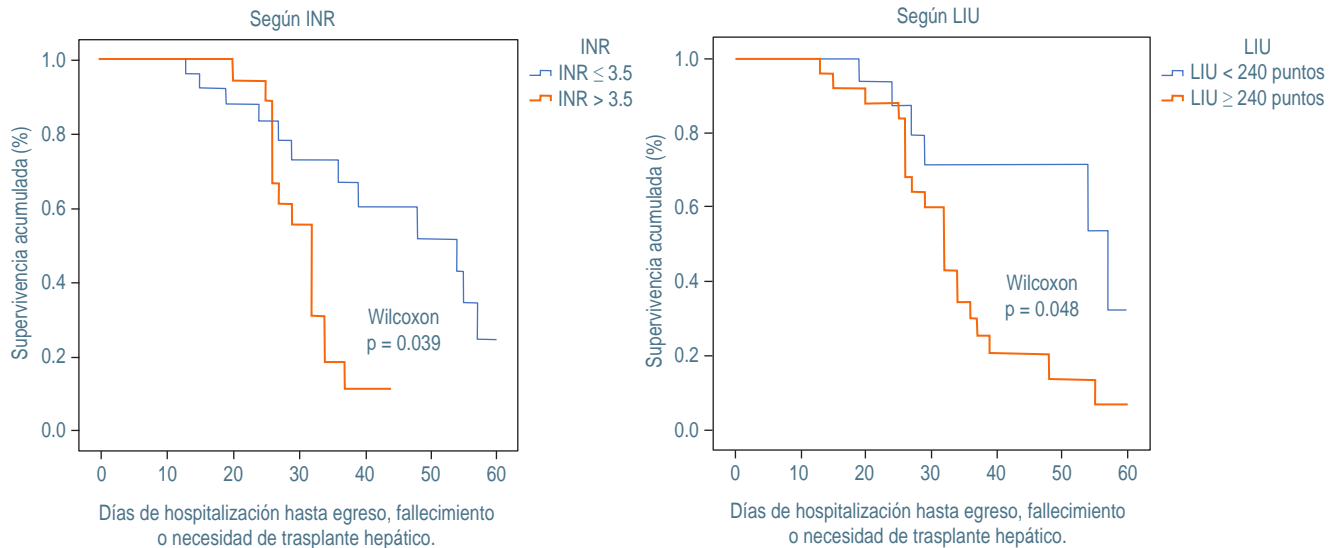 Según INR
1.0
0.8
0.6
0.4
0.2
0.0
Supervivencia acumulada (%)
INR
INR ≤ 3.5
INR > 3.5
Wilcoxon
p = 0.039
0 10 20 30 40 50 60
Días de hospitalización hasta egreso, fallecimiento
o necesidad de trasplante hepático.
Según LIU
1.0
0.8
0.6
0.4
0.2
0.0
Supervivencia acumulada (%)
LIU
LIU < 240 puntos
LIU ≥ 240 puntos
Wilcoxon
p = 0.048
0 10 20 30 40 50 60
Días de hospitalización hasta egreso, fallecimiento
o necesidad de trasplante hepático.